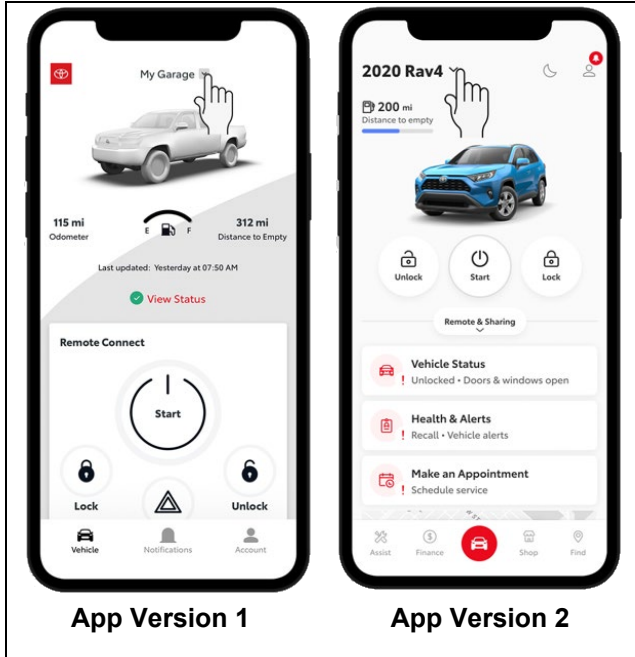 My Garage
115 mi
Odometer
E F
312 mi
Distance to Empty
Last updated: Yesterday at 07:50 AM
View Status
Remote Connect
Start
Lock
Unlock
Vehicle
Notifications
Account
App Version 1
2020 Rav4
200 mi
Distance to empty
Unlock
Start
Lock
Remote & Sharing
Vehicle Status
! Unlocked • Doors & windows open
Health & Alerts
! Recall • Vehicle alerts
Make an Appointment
! Schedule service
Assist
$
Finance
Shop
Find
App Version 2